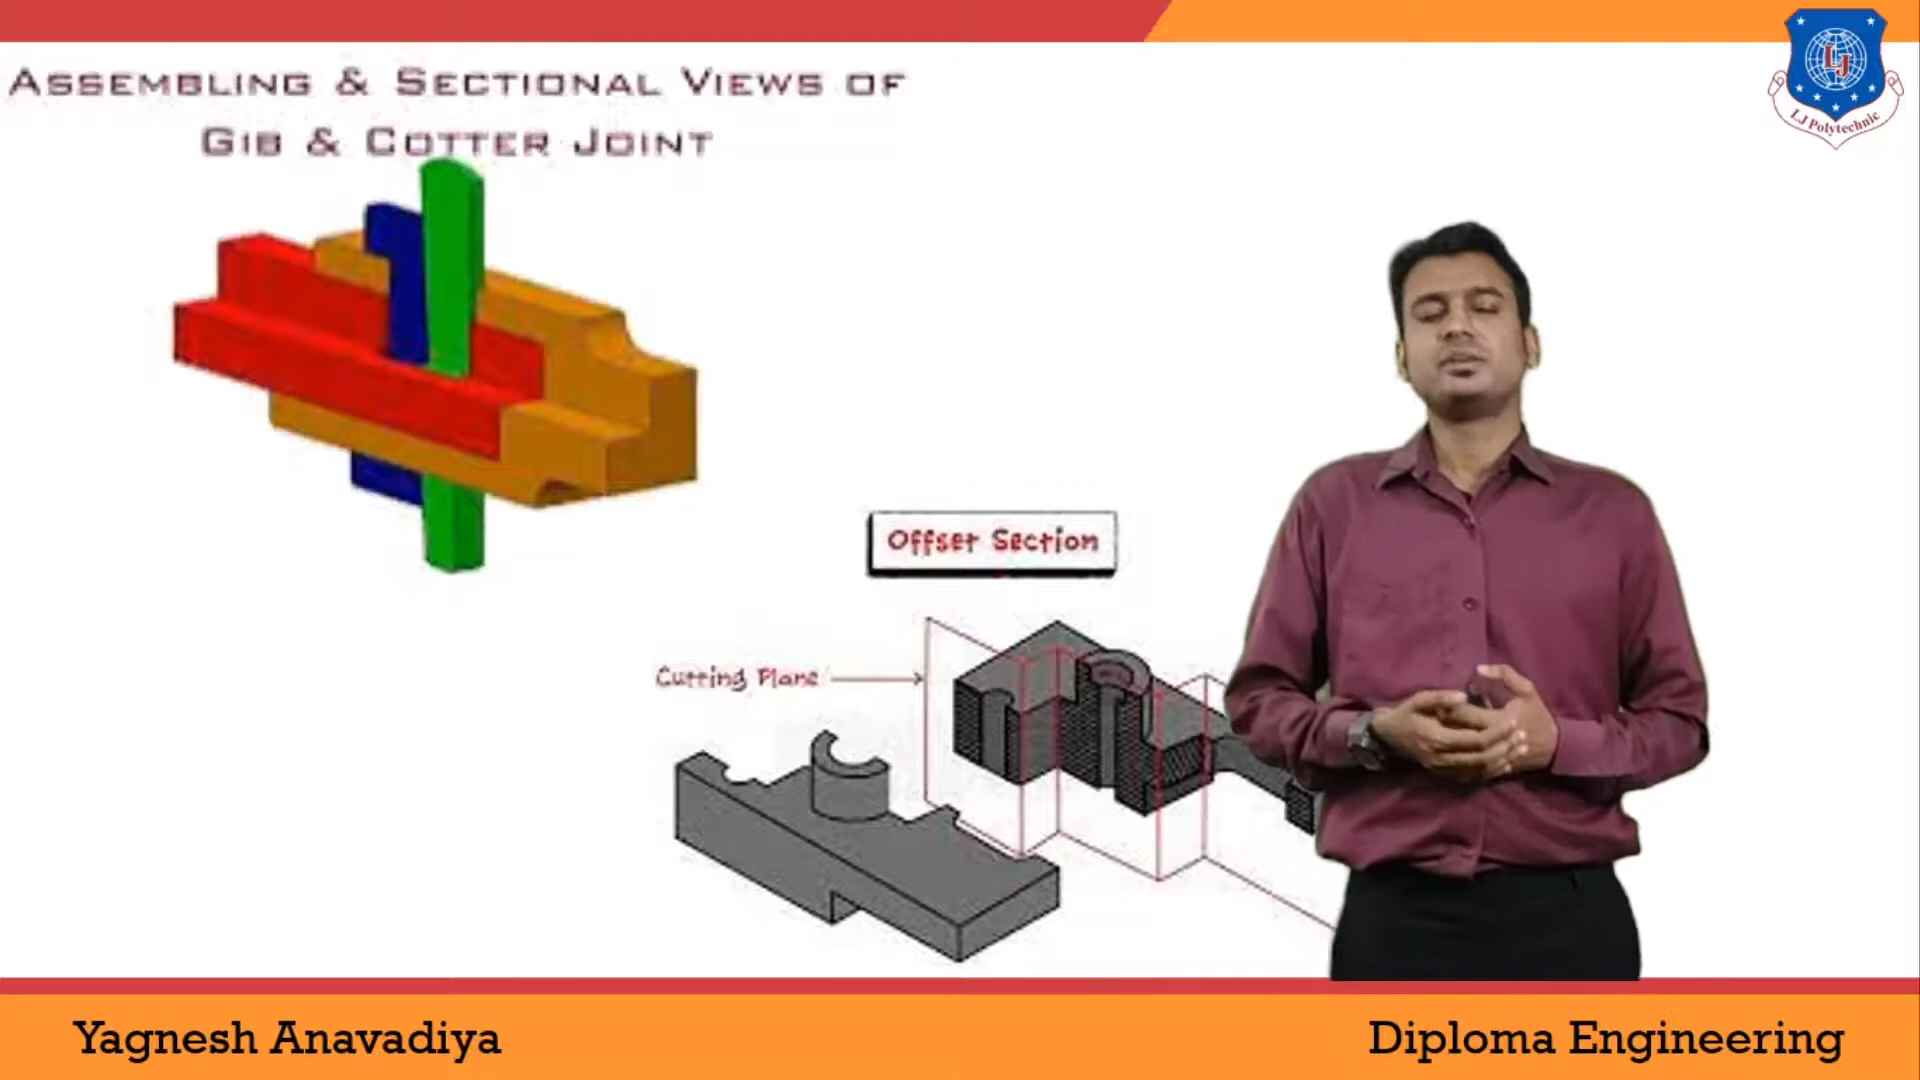 ASSEMBLING & SECTIONAL VIEWS OF
GIB & COTTER JOINT
LJ
LJ Polytechnic
Offset Section
Cutting Plane
Yagnesh Anavadiya
Diploma Engineering